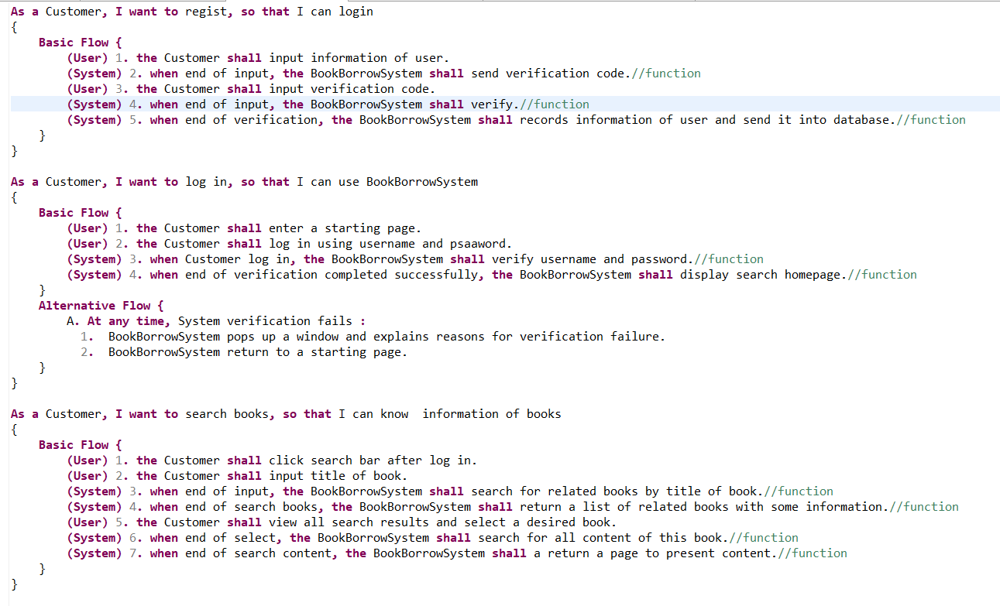 As a Customer, I want to regist, so that I can login
{
Basic Flow {
(User) 1. the Customer shall input information of user.
(System) 2. when end of input, the BookBorrowSystem shall send verification code.//function
(User) 3. the Customer shall input verification code.
(System) 4. when end of input, the BookBorrowSystem shall verify.//function
(System) 5. when end of verification, the BookBorrowSystem shall records information of user and send it into database.//function
}
}
As a Customer, I want to log in, so that I can use BookBorrowSystem
{
Basic Flow {
(User) 1. the Customer shall enter a starting page.
(User) 2. the Customer shall log in using username and psaaword.
(System) 3. when Customer log in, the BookBorrowSystem shall verify username and password.//function
(System) 4. when end of verification completed successfully, the BookBorrowSystem shall display search homepage.//function
}
Alternative Flow {
A. At any time, System verification fails :
1. BookBorrowSystem pops up a window and explains reasons for verification failure.
2. BookBorrowSystem return to a starting page.
}
}
As a Customer, I want to search books, so that I can know  information of books
{
Basic Flow {
(User) 1. the Customer shall click search bar after log in.
(User) 2. the Customer shall input title of book.
(System) 3. when end of input, the BookBorrowSystem shall search for related books by title of book.//function
(System) 4. when end of search books, the BookBorrowSystem shall return a list of related books with some information.//function
(User) 5. the Customer shall view all search results and select a desired book.
(System) 6. when end of select, the BookBorrowSystem shall search for all content of this book.//function
(System) 7. when end of search content, the BookBorrowSystem shall a return a page to present content.//function
}
}